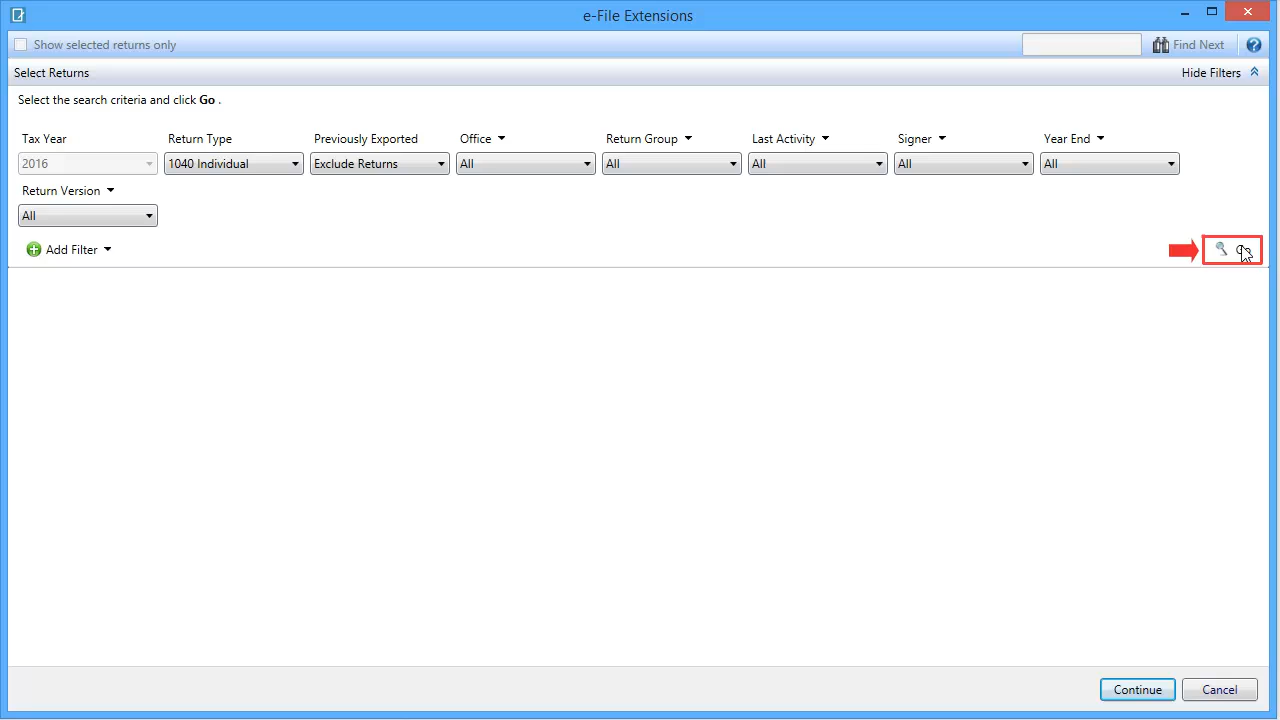 e-File Extensions
Show selected returns only
Find Next
Select Returns
Hide Filters
Select the search criteria and click Go .
Tax Year Return Type Previously Exported Office Return Group Last Activity Signer Year End
2016 1040 Individual Exclude Returns All All All All All
Return Version
All
Add Filter
Continue Cancel